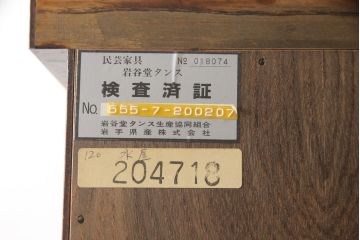 民芸家具 № 018074
岩谷堂タンス
検査済証
No. 555-7-200207
岩谷堂タンス生産協同組合
岩手県産株式会社
120 水屋
204718